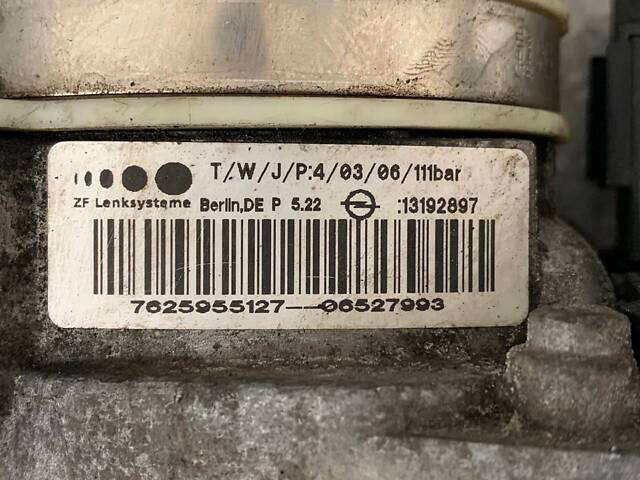 T/W/J/P:4/03/06/111bar
ZF Lenksysteme Berlin,DE P 5.22 :13192897
7625955127--06527993